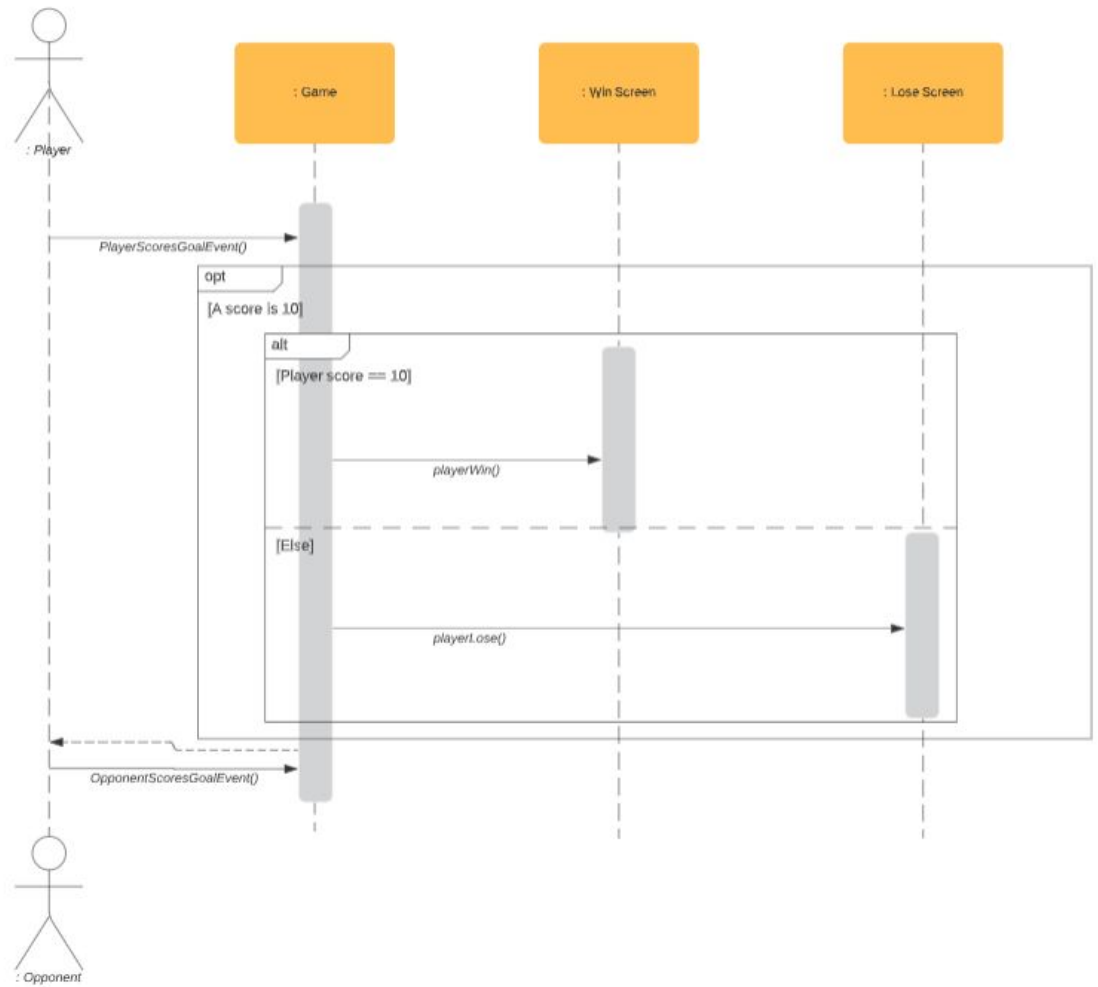 : Player
: Game
: Win Screen
: Lose Screen
PlayerScoresGoalEvent()
opt
[A score is 10]
alt
[Player score == 10]
playerWin()
[Else]
playerLose()
OpponentScoresGoalEvent()
: Opponent